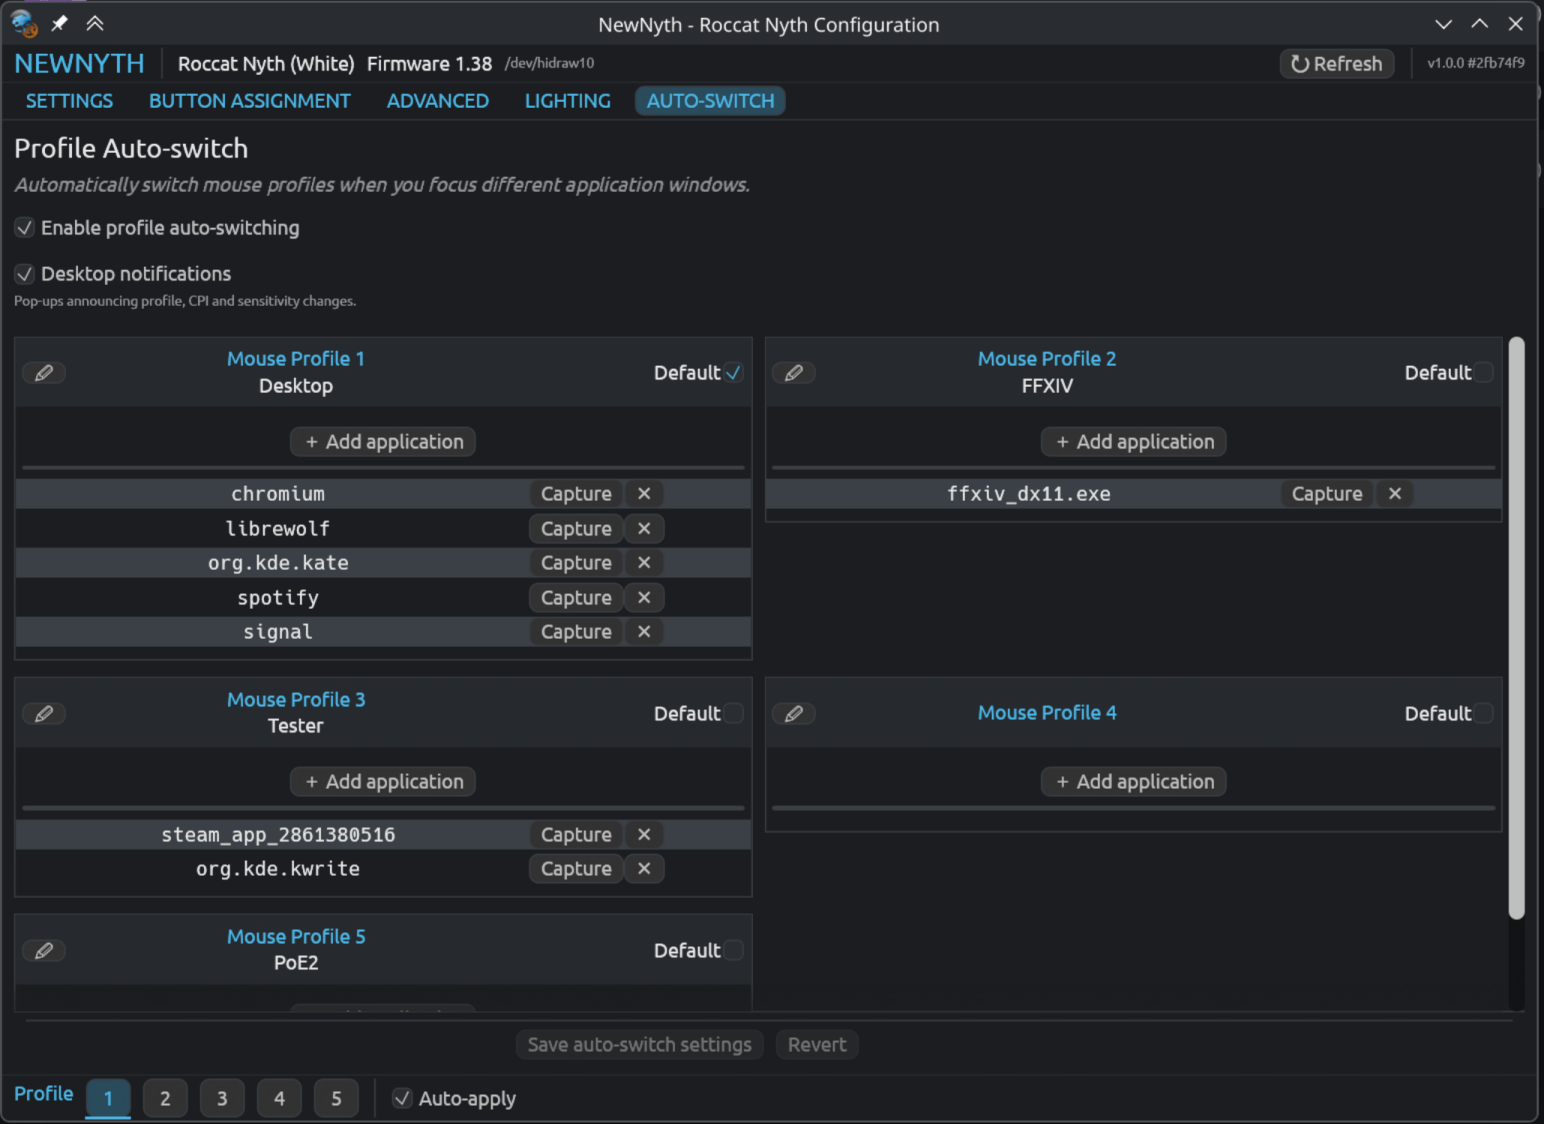 NewNyth - Roccat Nyth Configuration
NEWNYTH Roccat Nyth (White) Firmware 1.38 /dev/hidraw10 Refresh v1.0.0 #2fb74f9
SETTINGS BUTTON ASSIGNMENT ADVANCED LIGHTING AUTO-SWITCH
Profile Auto-switch
Automatically switch mouse profiles when you focus different application windows.
Enable profile auto-switching
Desktop notifications
Pop-ups announcing profile, CPI and sensitivity changes.
Mouse Profile 1
Desktop
Default
+ Add application
chromium Capture ×
librewolf Capture ×
org.kde.kate Capture ×
spotify Capture ×
signal Capture ×
Mouse Profile 2
FFXIV
Default
+ Add application
ffxiv_dx11.exe Capture ×
Mouse Profile 3
Tester
Default
+ Add application
steam_app_2861380516 Capture ×
org.kde.kwrite Capture ×
Mouse Profile 4
Default
+ Add application
Mouse Profile 5
PoE2
Default
Save auto-switch settings Revert
Profile 1 2 3 4 5 Auto-apply